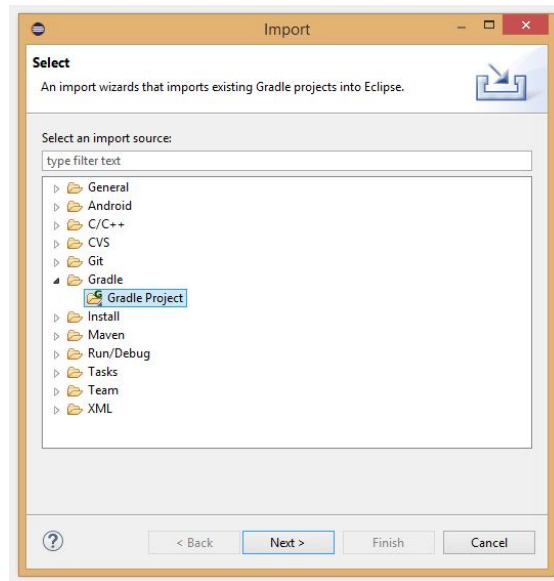 Import
Select
An import wizards that imports existing Gradle projects into Eclipse.
Select an import source:
type filter text
General
Android
C/C++
CVS
Git
Gradle
Gradle Project
Install
Maven
Run/Debug
Tasks
Team
XML
< Back Next > Finish Cancel